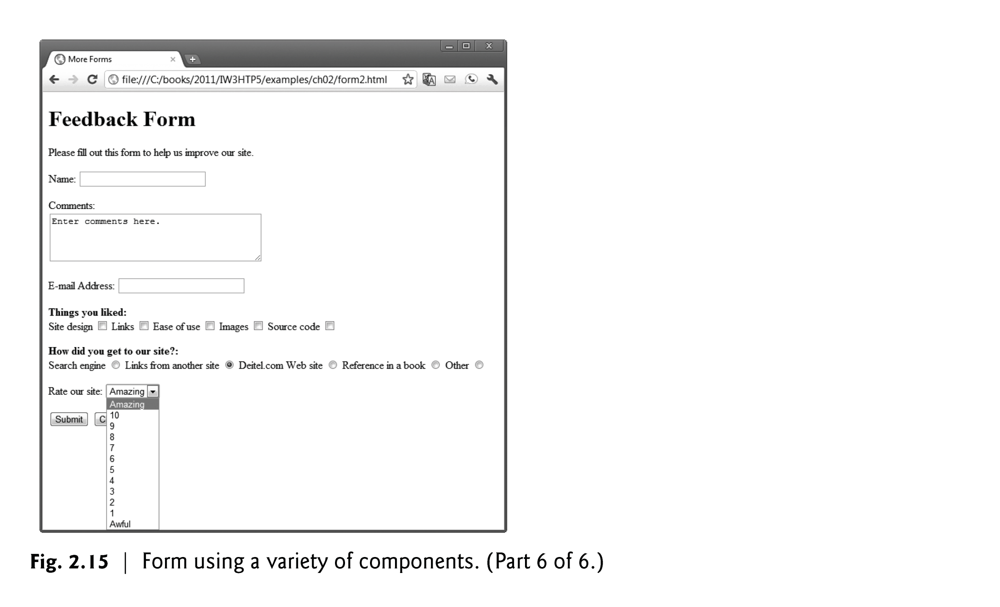 More Forms
file:///C:/books/2011/IW3HTP5/examples/ch02/form2.html
Feedback Form
Please fill out this form to help us improve our site.
Name:
Comments:
Enter comments here.
E-mail Address:
Things you liked:
Site design Links Ease of use Images Source code
How did you get to our site?:
Search engine Links from another site Deitel.com Web site Reference in a book Other
Rate our site: Amazing
Amazing
10
Submit C
9
8
7
6
5
4
3
2
1
Awful
Fig. 2.15 | Form using a variety of components. (Part 6 of 6.)